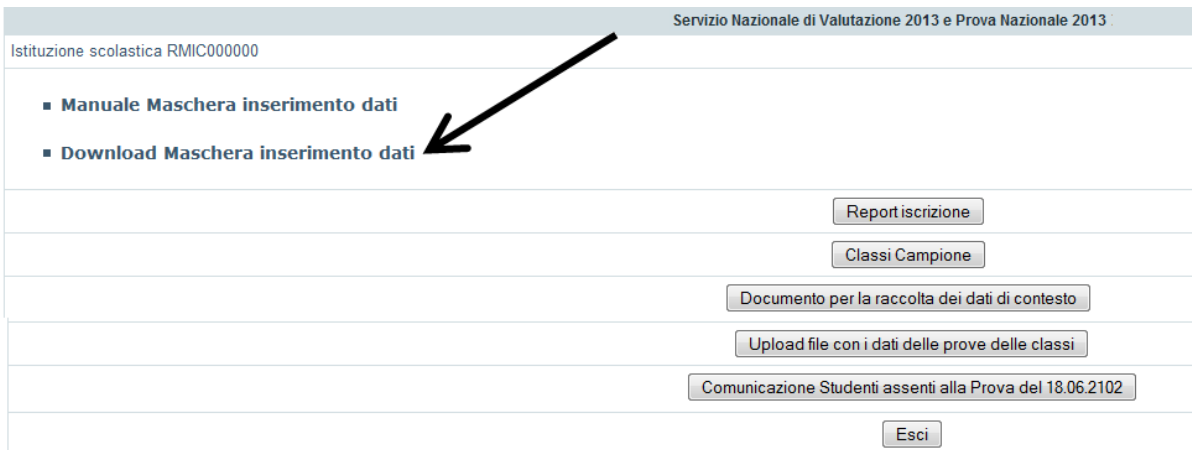 Servizio Nazionale di Valutazione 2013 e Prova Nazionale 2013
Istituzione scolastica RMIC000000
Manuale Maschera inserimento dati
Download Maschera inserimento dati
Report iscrizione
Classi Campione
Documento per la raccolta dei dati di contesto
Upload file con i dati delle prove delle classi
Comunicazione Studenti assenti alla Prova del 18.06.2102
Esci